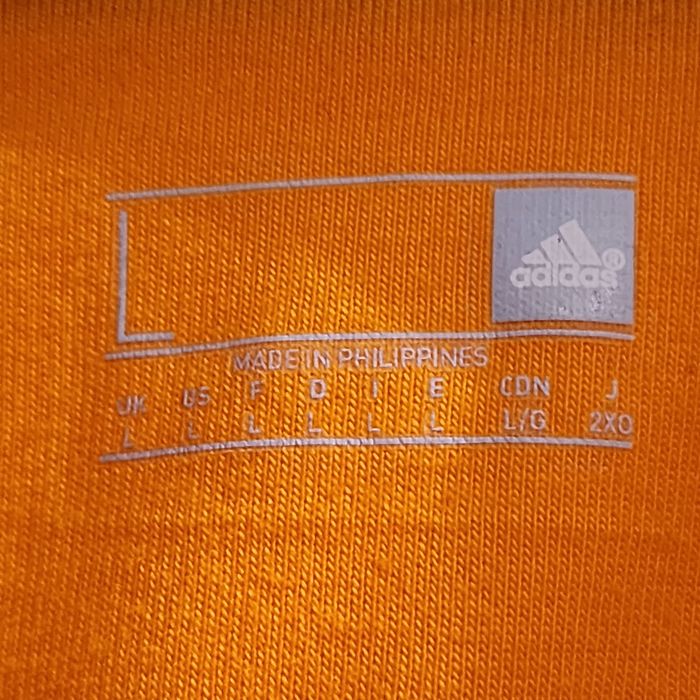 adidas®
L
MADE IN PHILIPPINES
UK US F D I E CDN J
L L L L L L L/G 2XO